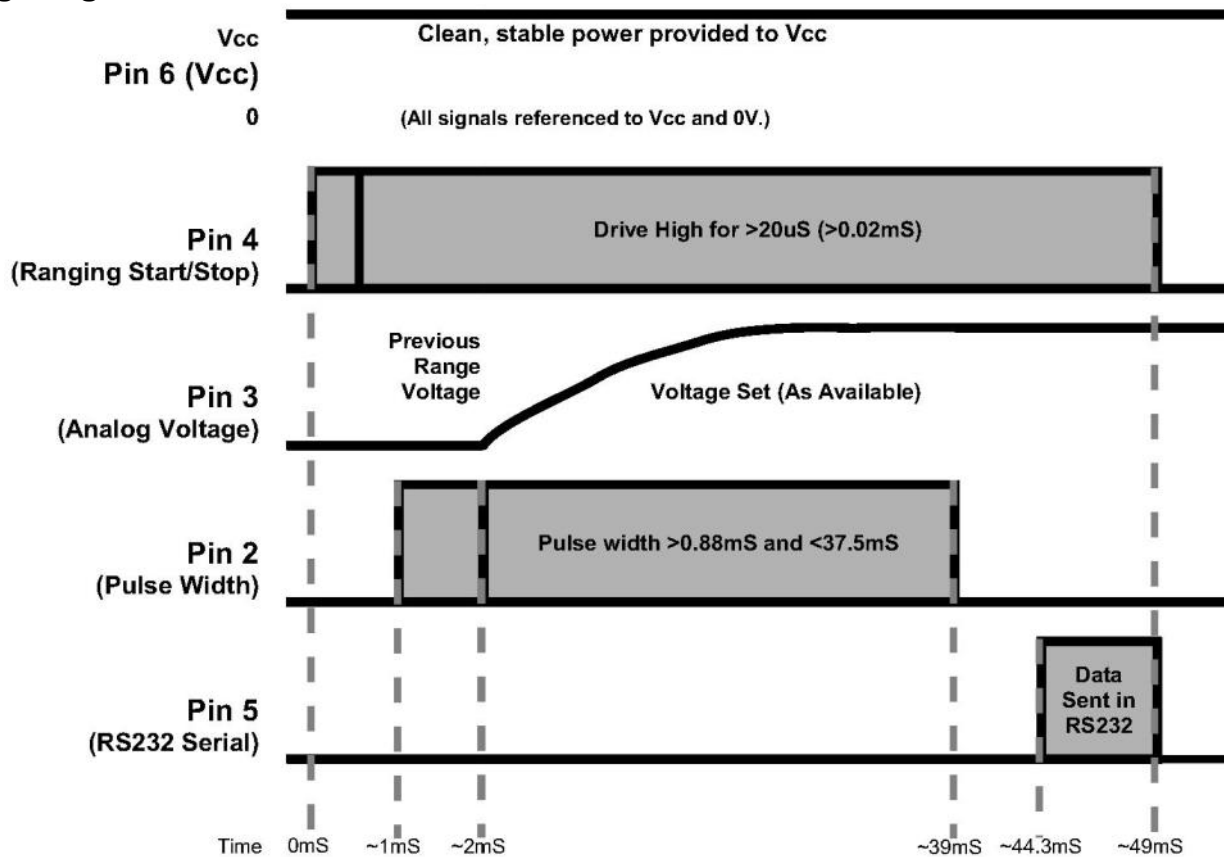 Vcc
Clean, stable power provided to Vcc
Pin 6 (Vcc)
0
(All signals referenced to Vcc and 0V.)
Drive High for >20uS (>0.02mS)
Pin 4
(Ranging Start/Stop)
Previous
Range
Voltage
Voltage Set (As Available)
Pin 3
(Analog Voltage)
Pulse width >0.88mS and <37.5mS
Pin 2
(Pulse Width)
Data
Sent in
RS232
Pin 5
(RS232 Serial)
Time 0mS ~1mS ~2mS ~39mS ~44.3mS ~49mS